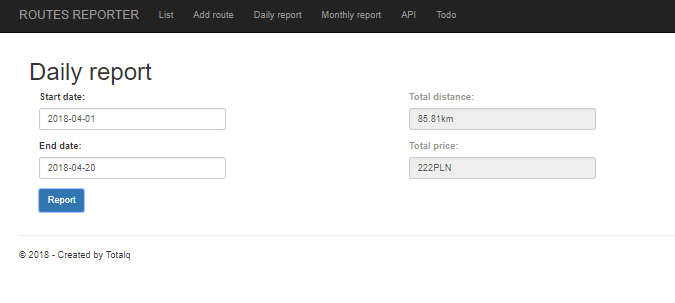 ROUTES REPORTER List Add route Daily report Monthly report API Todo
Daily report
Start date: Total distance:
2018-04-01 85.81km
End date: Total price:
2018-04-20 222PLN
Report
© 2018 - Created by Totalq